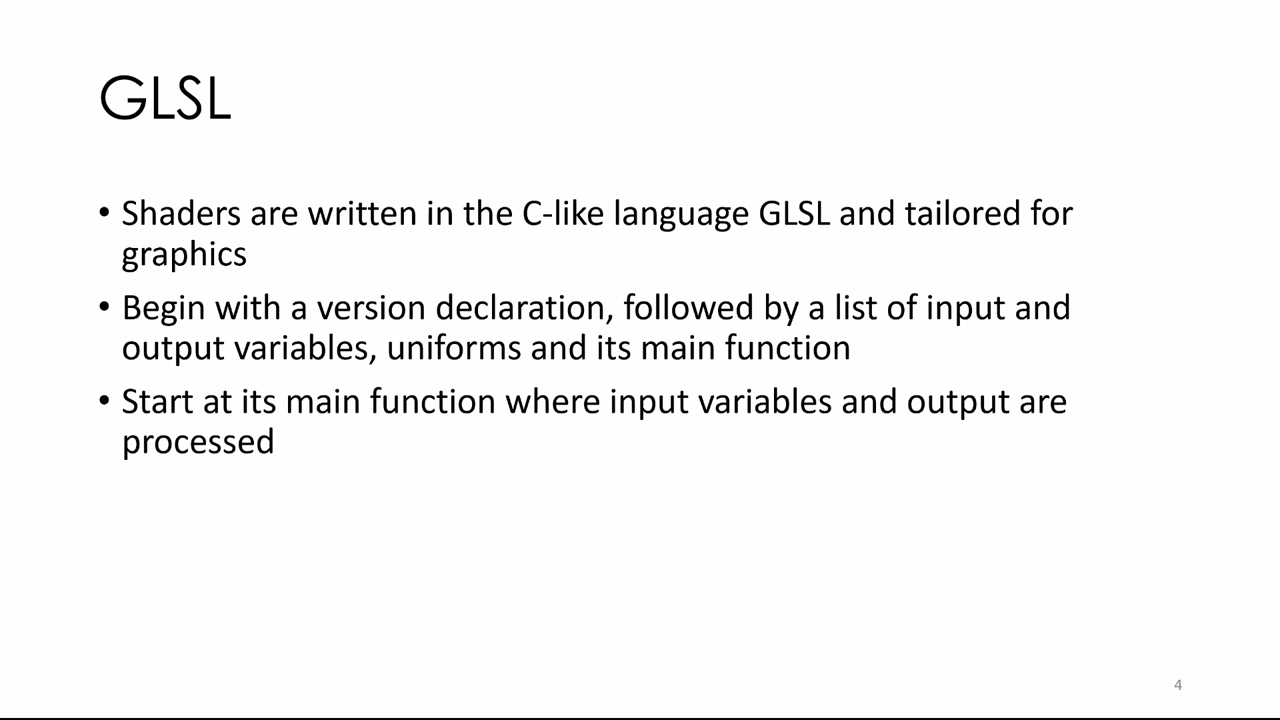 GLSL
• Shaders are written in the C-like language GLSL and tailored for
graphics
• Begin with a version declaration, followed by a list of input and
output variables, uniforms and its main function
• Start at its main function where input variables and output are
processed
4